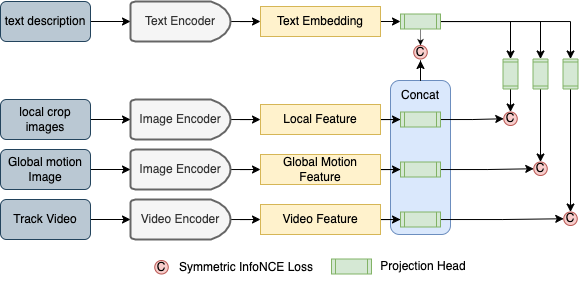 text description
Text Encoder
Text Embedding
C
Concat
local crop
images
Image Encoder
Local Feature
C
Global motion
Image
Image Encoder
Global Motion
Feature
C
Track Video
Video Encoder
Video Feature
C
C Symmetric InfoNCE Loss
Projection Head